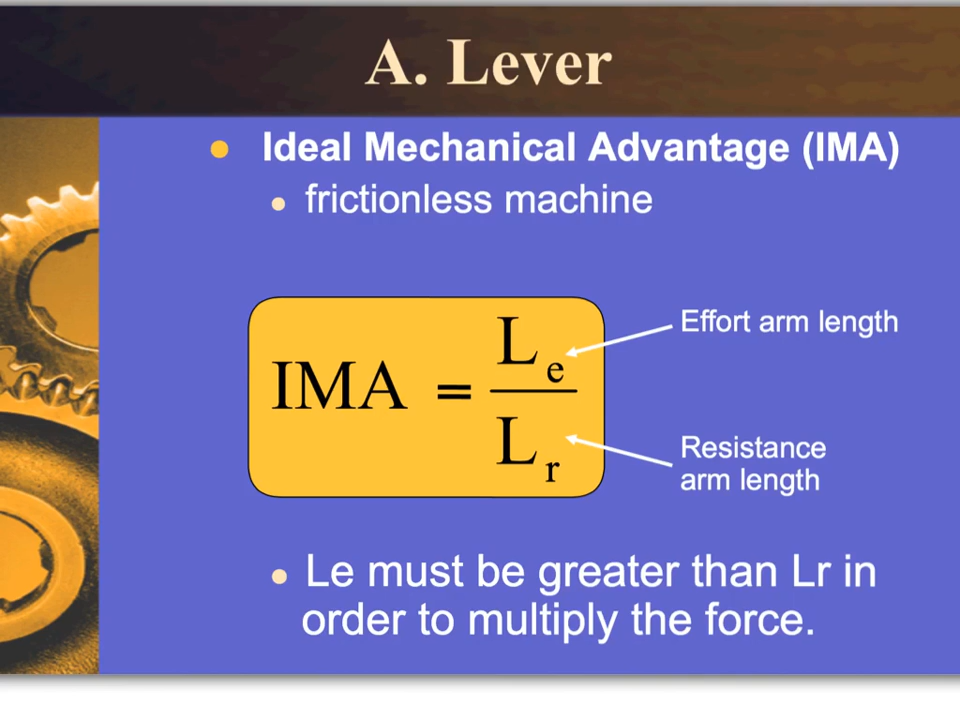 A. Lever
Ideal Mechanical Advantage (IMA)
frictionless machine
IMA = Le / Lr
Effort arm length
Resistance
arm length
Le must be greater than Lr in
order to multiply the force.